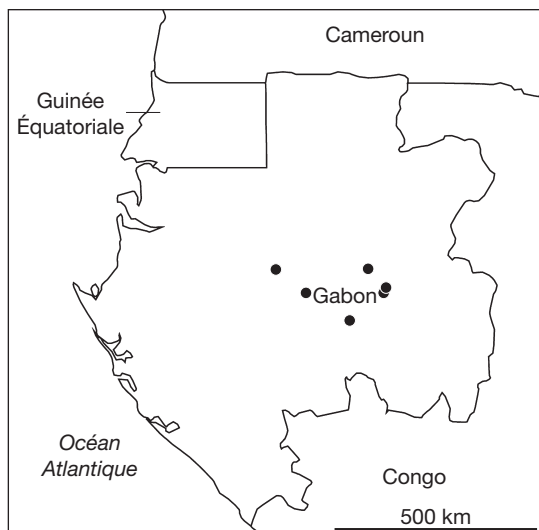 Cameroun
Guinée
Équatoriale
Gabon
Océan
Atlantique
Congo
500 km